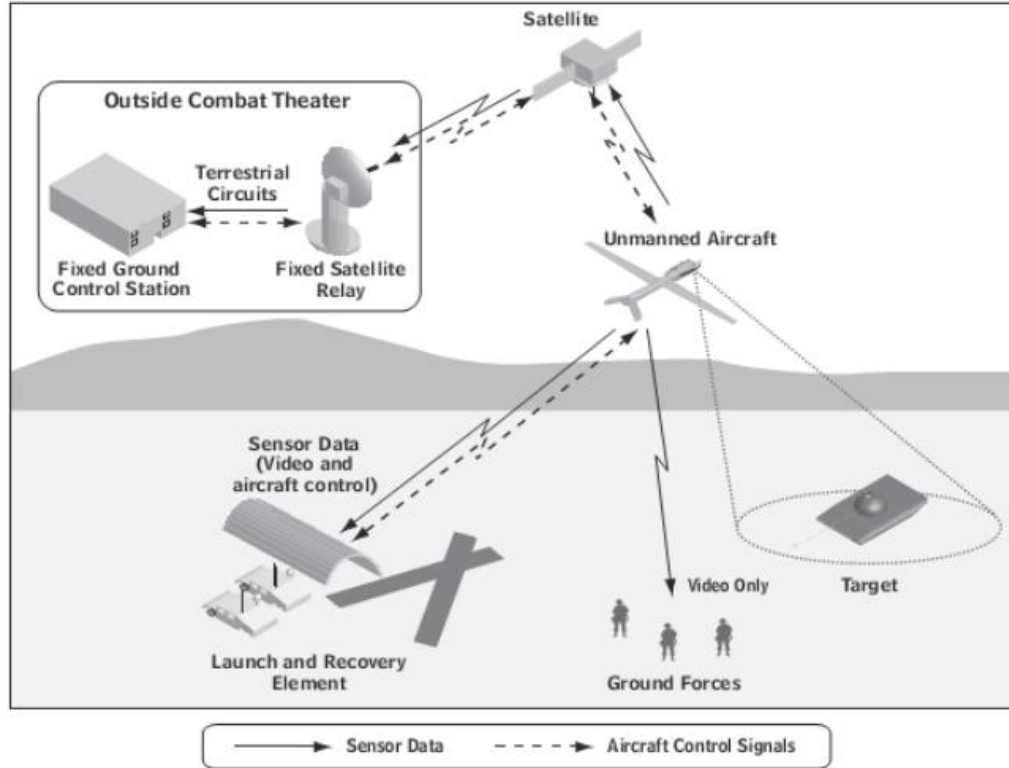 Satellite
Outside Combat Theater
Terrestrial
Circuits
Fixed Ground
Control Station
Fixed Satellite
Relay
Unmanned Aircraft
Sensor Data
(Video and
aircraft control)
Video Only
Target
Launch and Recovery
Element
Ground Forces
Sensor Data
Aircraft Control Signals